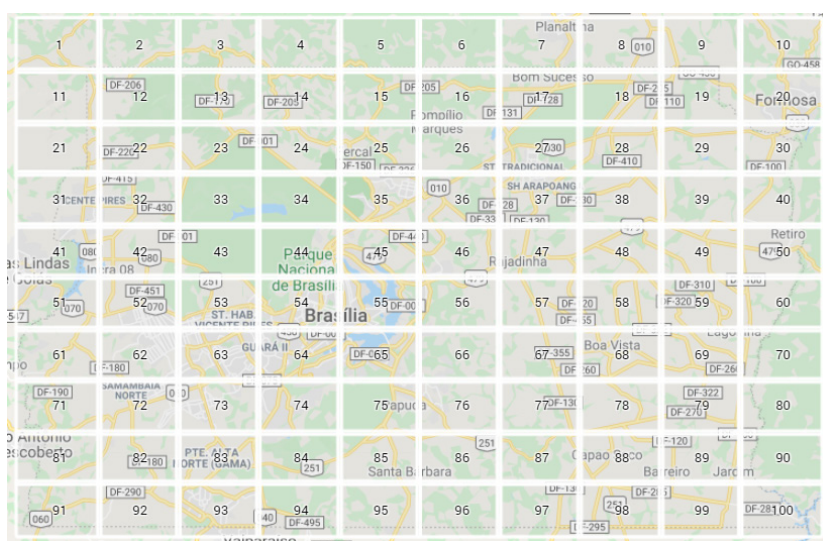 Planaltina
1 2 3 4 5 6 7 8 010 9 10
GO-458
DF-206 Bom Sucesso
11 12 13 DF-205 14 15 16 DF-128 17 18 DF-110 19 Formosa 20
DF-131
Marques
21 DF-220 22 23 24 25 26 27 28 29 30
DF-410
DF-150 ST. TRADICIONAL DF-100
DF-415
31 32 DF-430 33 34 35 010 36 SH ARAPOANG 37 38 39 40
DF-130
DF-001 DF-440 Retiro
41 080 42 080 43 44 45 46 47 48 49 479 50
as Lindas Parque Rajadinha
Nacional
de Brasília
251 DF-310
51 070 DF-451 52 53 54 55 56 57 58 DF-320 59 60
ST. HAB. Brasília
VICENTE PIRES
GUARÁ II Boa Vista
61 62 63 64 65 66 67 68 69 70
DF-180
DF-190 SAMAMBAIA NORTE DF-322
71 72 73 74 75 76 77 78 DF-270 79 80
251 DF-120
81 DF-180 82 83 84 85 86 87 88 89 90
PTE. ALTA
NORTE (GAMA) 251 Santa Bárbara Barreiro Jardim
DF-290
060 91 92 93 94 95 96 97 251 98 99 100
DF-495 DF-295